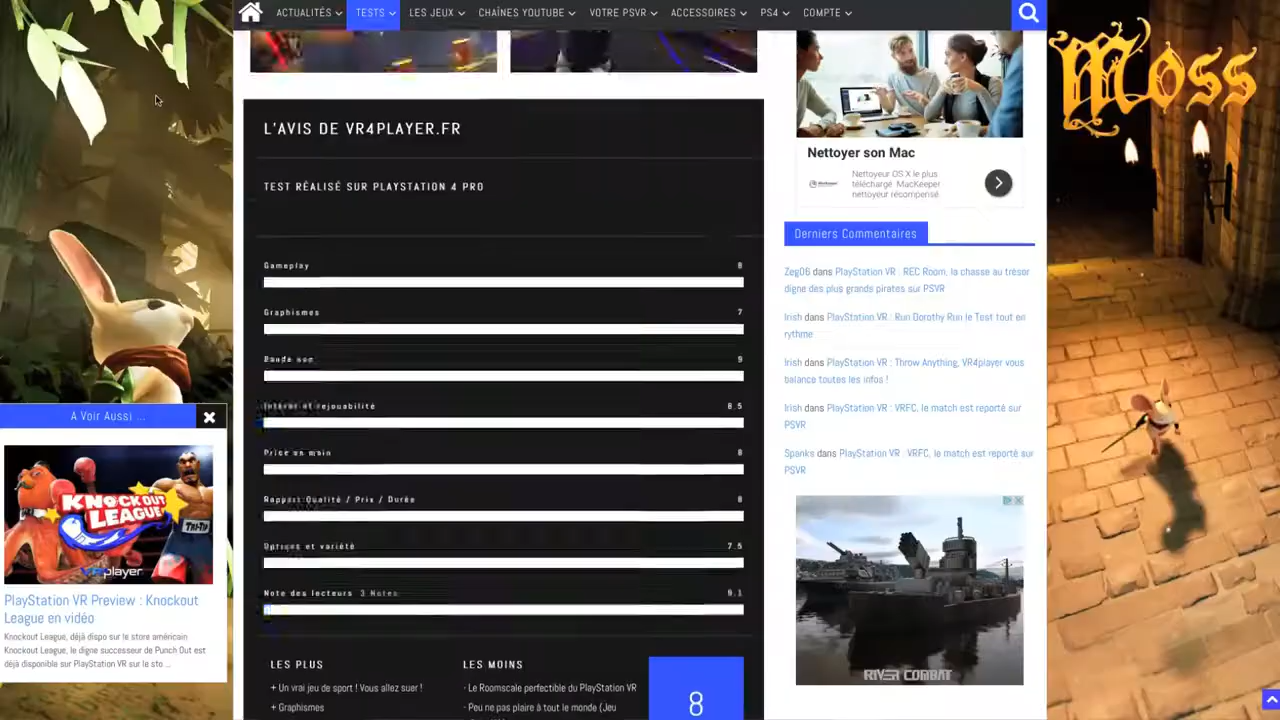 ACTUALITÉS
TESTS
LES JEUX
CHAÎNES YOUTUBE
VOTRE PSVR
ACCESSOIRES
PS4
COMPTE
Moss
L'AVIS DE VR4PLAYER.FR
TEST RÉALISÉ SUR PLAYSTATION 4 PRO
Gameplay 8
Graphismes 7
Bande son 9
Intérêt et rejouabilité 8.5
Prise en main 8
Rapport Qualité / Prix / Durée 8
Options et variété 7.5
Note des lecteurs 3 Notes 9.1
LES PLUS
+ Un vrai jeu de sport ! Vous allez suer !
+ Graphismes
LES MOINS
- Le Roomscale perfectible du PlayStation VR
- Peu ne pas plaire à tout le monde (Jeu
8
Nettoyer son Mac
Nettoyeur OS X le plus
téléchargé MacKeeper
nettoyeur récompensé
Derniers Commentaires
Zeg06 dans PlayStation VR : REC Room, la chasse au trésor
digne des plus grands pirates sur PSVR
Irish dans PlayStation VR : Run Dorothy Run le Test tout en
rythme
Irish dans PlayStation VR : Throw Anything, VR4player vous
balance toutes les infos !
Irish dans PlayStation VR : VRFC, le match est reporté sur
PSVR
Spanks dans PlayStation VR : VRFC, le match est reporté sur
PSVR
RIVER COMBAT
A Voir Aussi ...
KNOCKOUT
LEAGUE
player
PlayStation VR Preview : Knockout
League en vidéo
Knockout League, déjà dispo sur le store américain
Knockout League, le digne successeur de Punch Out est
déjà disponible sur PlayStation VR sur le sto ...